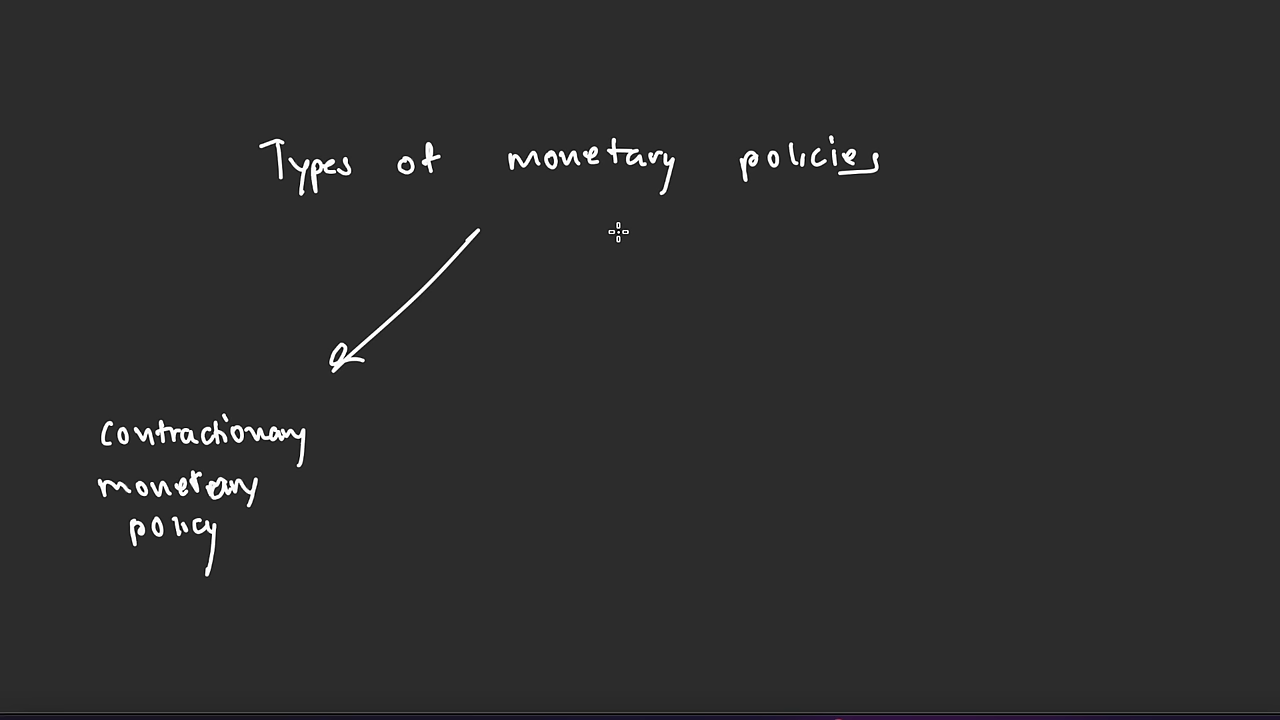 Types of monetary policies
contractionary
monetary
policy